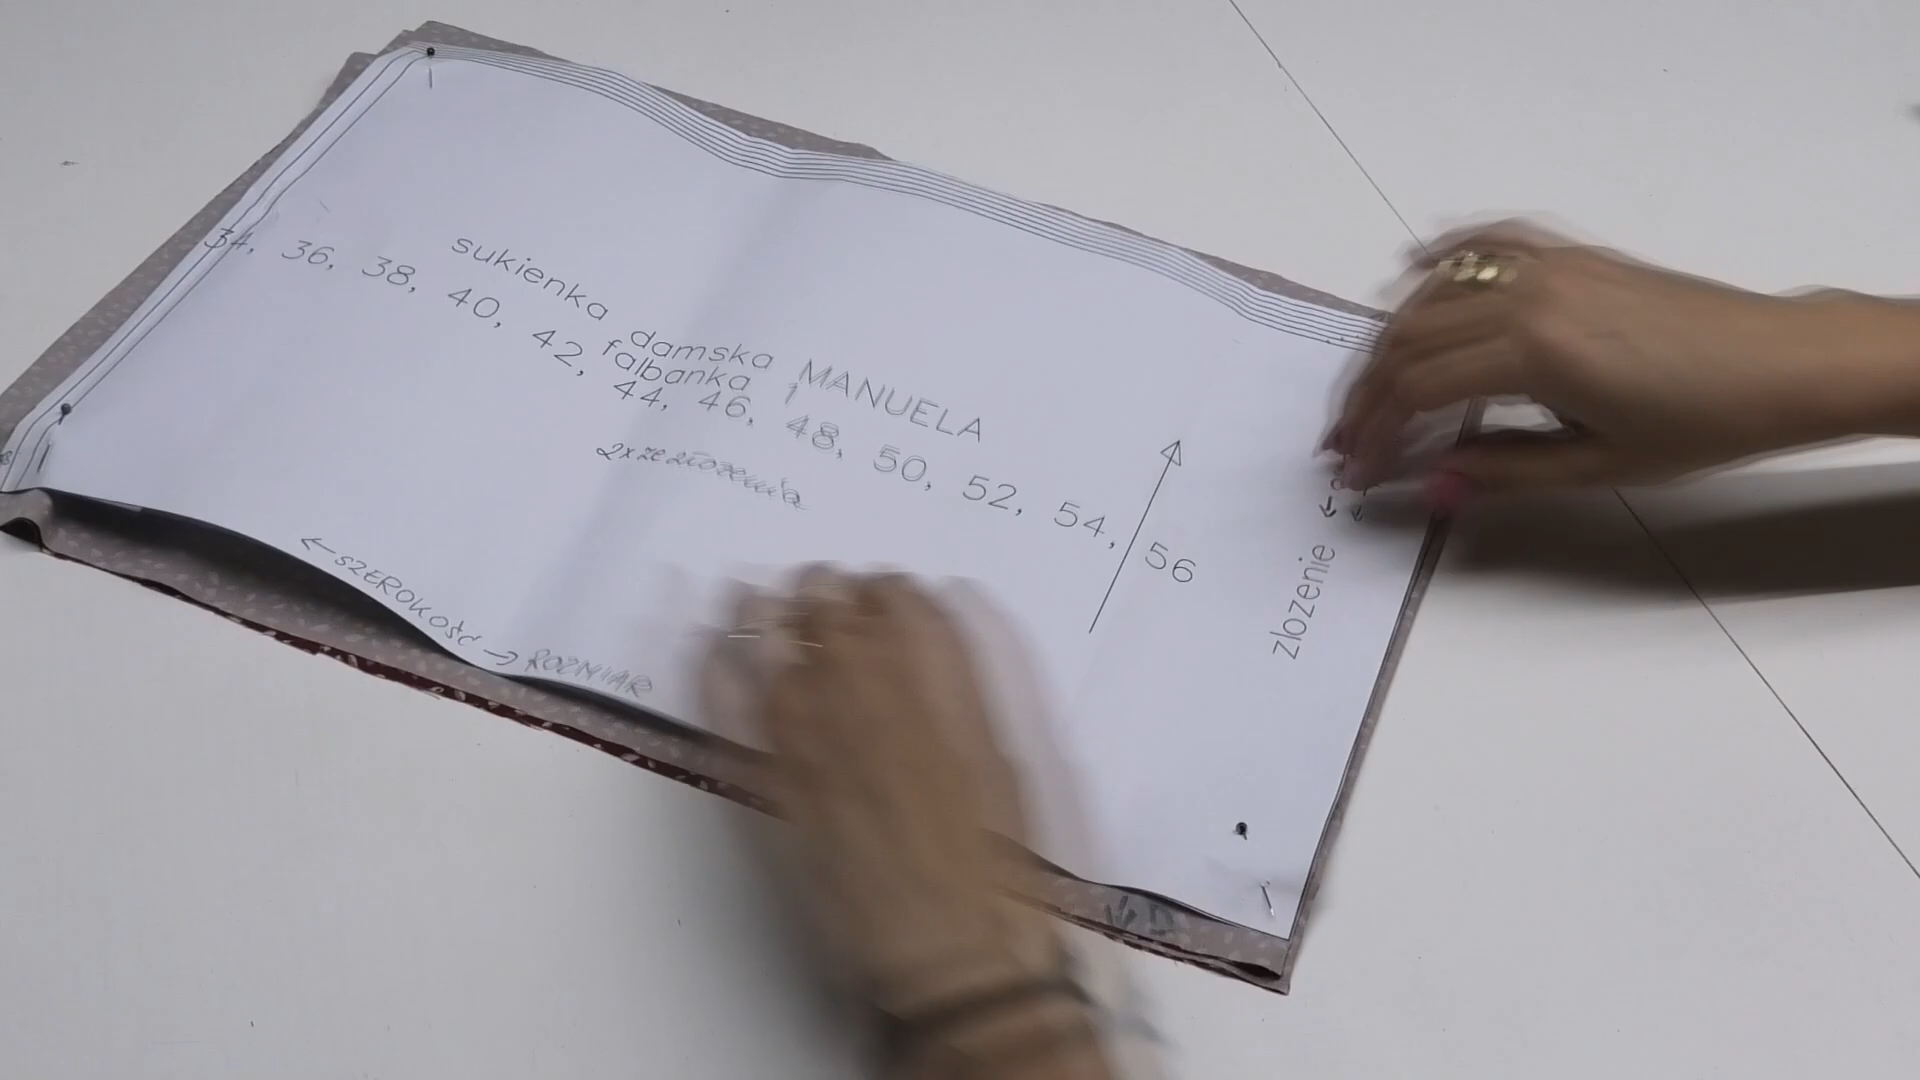 sukienka damska MANUELA
falbanka 1
34, 36, 38, 40, 42, 44, 46, 48, 50, 52, 54, 56
2x ze złożenia
← SZEROKOŚĆ → ROZMIAR
zlozenie